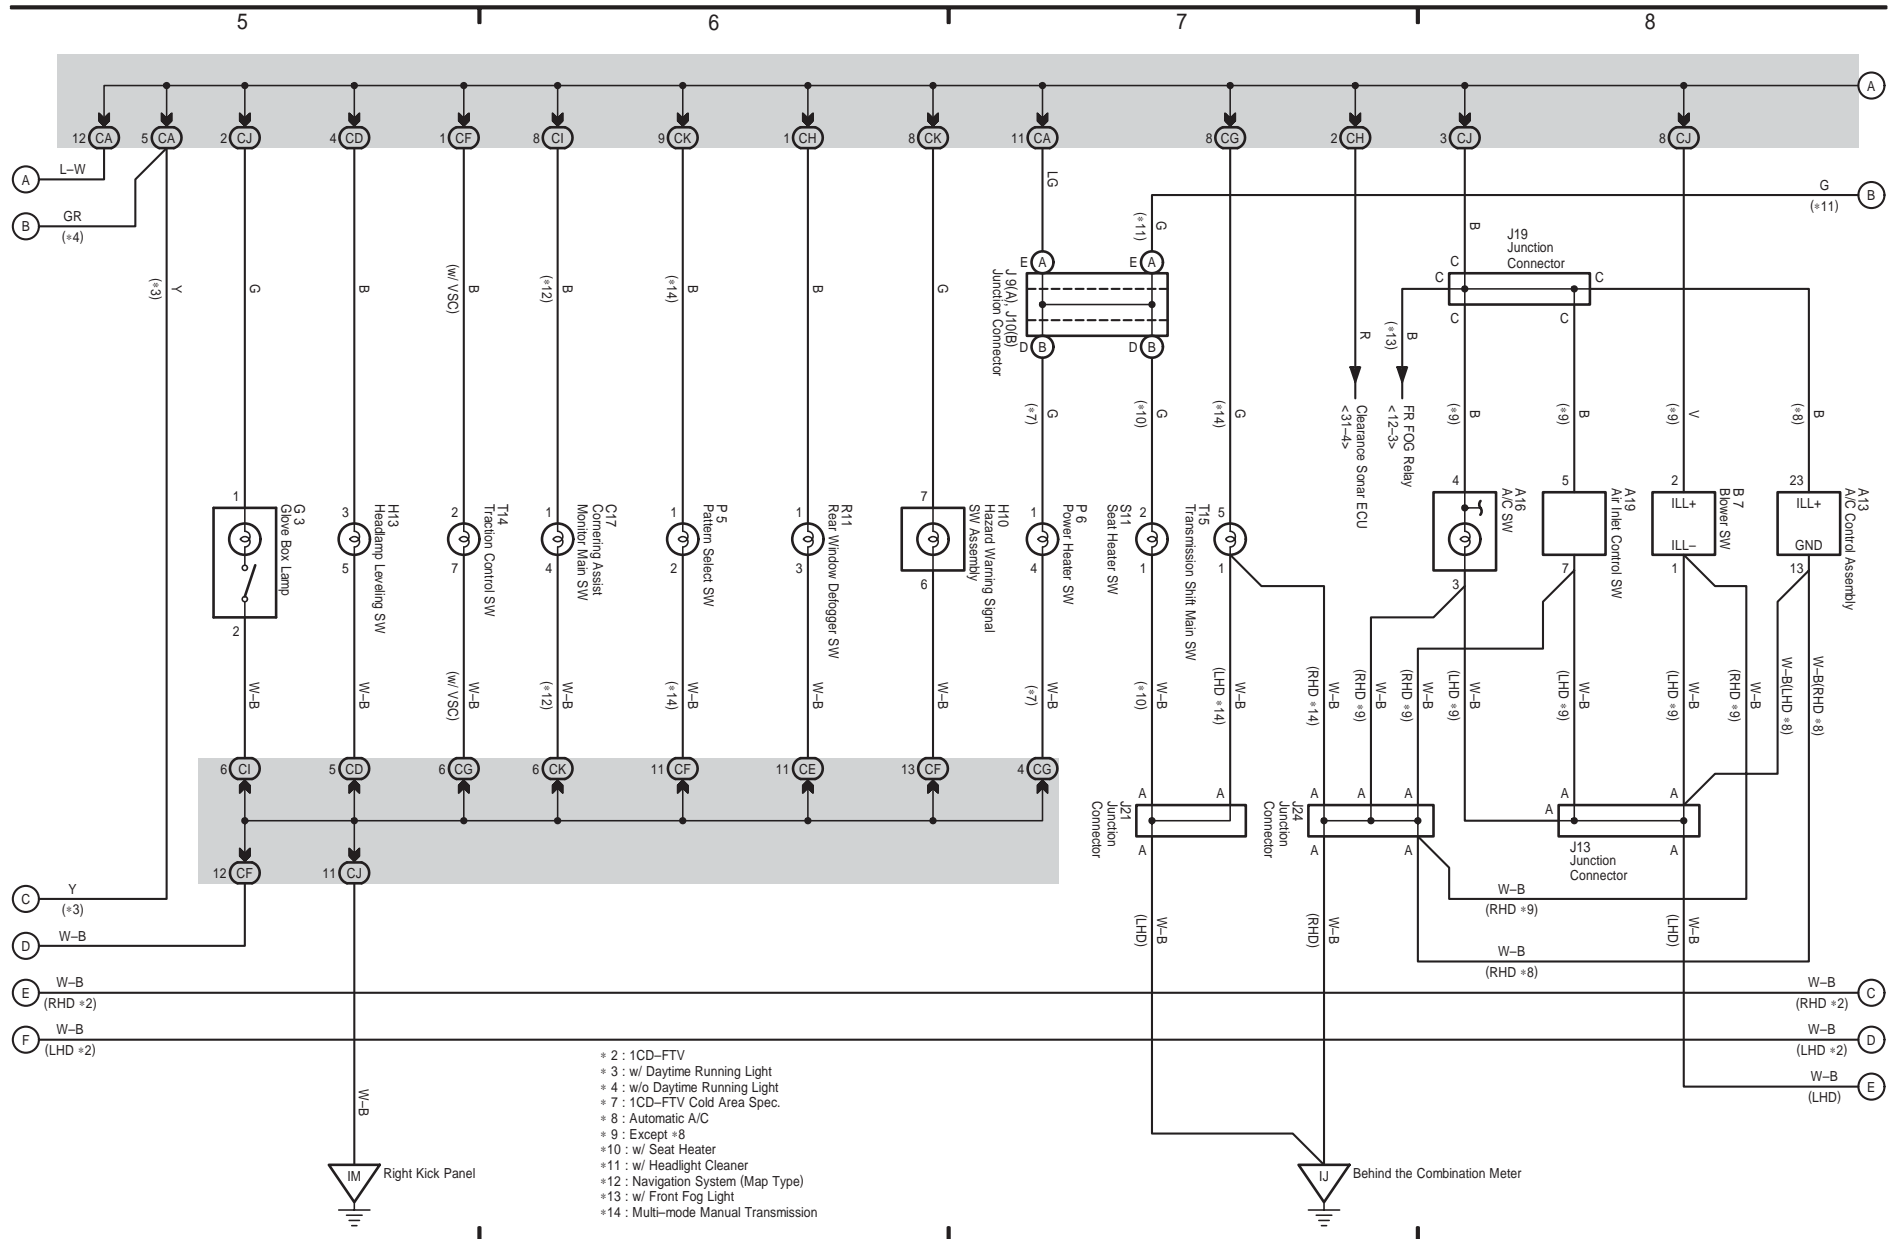 5 6 7 8
A
12 CA 5 CA 2 CJ 4 CD 1 CF 8 CI 9 CK 1 CH 8 CK 11 CA 8 CG 2 CH 3 CJ 8 CJ
A L–W
B GR
(*4)
LG
G
(*11) B
(*3) Y
G
B
(w/ VSC) B
(*12) B
(*14) B
B
G
(*11) G
E A E A
J 9(A), J10(B)
Junction Connector
D B D B
B
J19
Junction
Connector
C C C C C
R
(*13) B
Clearance Sonar ECU
<31–4>
FR FOG Relay
<12–3>
(*7) G
(*10) G
(*14) G
(*9) B
(*9) B
(*9) V
(*8) B
1
G 3
Glove Box Lamp
2
3
H13
Headlamp Leveling SW
5
2
T14
Traction Control SW
7
1
C17
Cornering Assist
Monitor Main SW
4
1
P 5
Pattern Select SW
2
1
R11
Rear Window Defogger SW
3
7
H10
Hazard Warning Signal
SW Assembly
6
1
P 6
Power Heater SW
4
2
S11
Seat Heater SW
1
5
T15
Transmission Shift Main SW
1
4
A16
A/C SW
3
5
A19
Air Inlet Control SW
7
2
ILL+
B 7
Blower SW
ILL–
1
23
ILL+
A13
A/C Control Assembly
GND
13
W–B
W–B
(w/ VSC) W–B
(*12) W–B
(*14) W–B
W–B
W–B
(*7) W–B
(*10) W–B
(LHD *14) W–B
(RHD *14) W–B
(RHD *9) W–B
(RHD *9) W–B
(LHD *9) W–B
(LHD *9) W–B
(LHD *9) W–B
(RHD *9) W–B
W–B(LHD *8)
W–B(RHD *8)
6 CI 5 CD 6 CG 6 CK 11 CF 11 CE 13 CF 4 CG
J21
Junction
Connector
A A A
J24
Junction
Connector
A A A A A
J13
Junction
Connector
A A A A
12 CF 11 CJ
C Y
(*3)
D W–B
W–B
(RHD *9)
(LHD) W–B
(RHD) W–B
(LHD) W–B
W–B
(RHD *8)
E W–B
(RHD *2)
W–B
(RHD *2) C
F W–B
(LHD *2)
W–B
(LHD *2) D
W–B
(LHD) E
W–B
* 2 : 1CD–FTV
* 3 : w/ Daytime Running Light
* 4 : w/o Daytime Running Light
* 7 : 1CD–FTV Cold Area Spec.
* 8 : Automatic A/C
* 9 : Except *8
*10 : w/ Seat Heater
*11 : w/ Headlight Cleaner
*12 : Navigation System (Map Type)
*13 : w/ Front Fog Light
*14 : Multi–mode Manual Transmission
IM Right Kick Panel
IJ Behind the Combination Meter